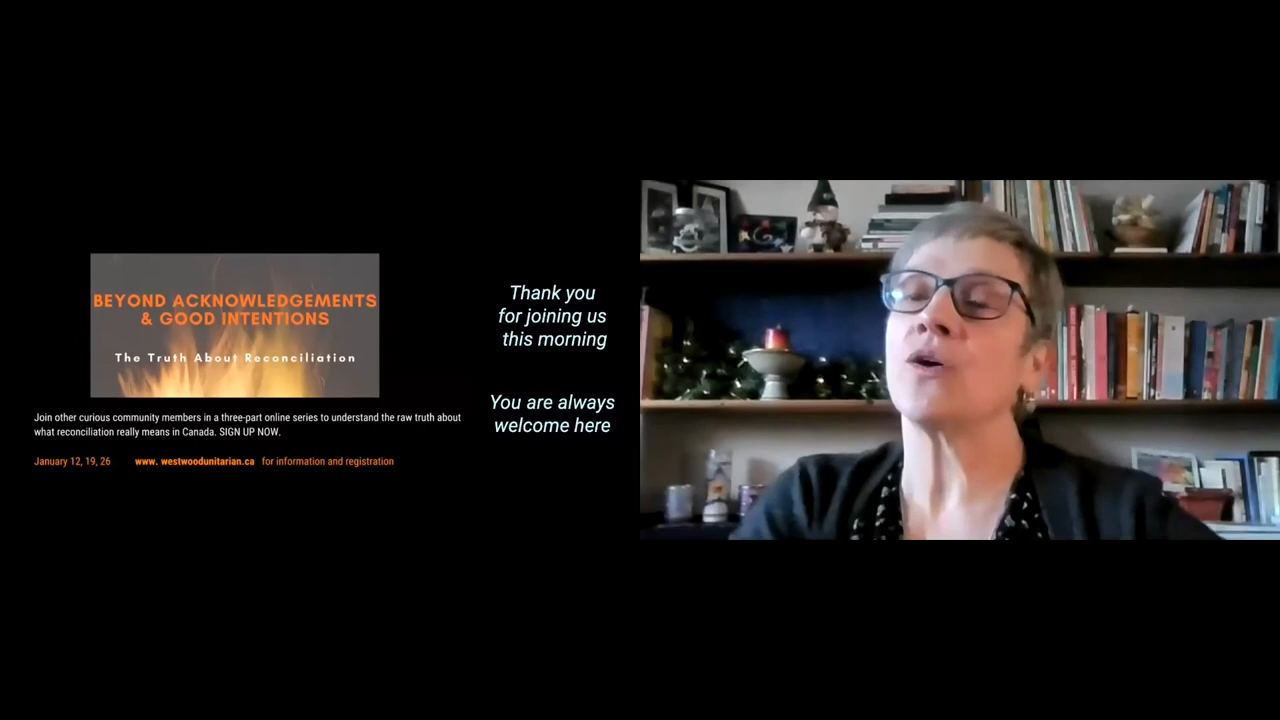 BEYOND ACKNOWLEDGEMENTS
& GOOD INTENTIONS
The Truth About Reconciliation
Join other curious community members in a three-part online series to understand the raw truth about
what reconciliation really means in Canada. SIGN UP NOW.
January 12, 19, 26 www. westwoodunitarian.ca for information and registration
Thank you
for joining us
this morning
You are always
welcome here